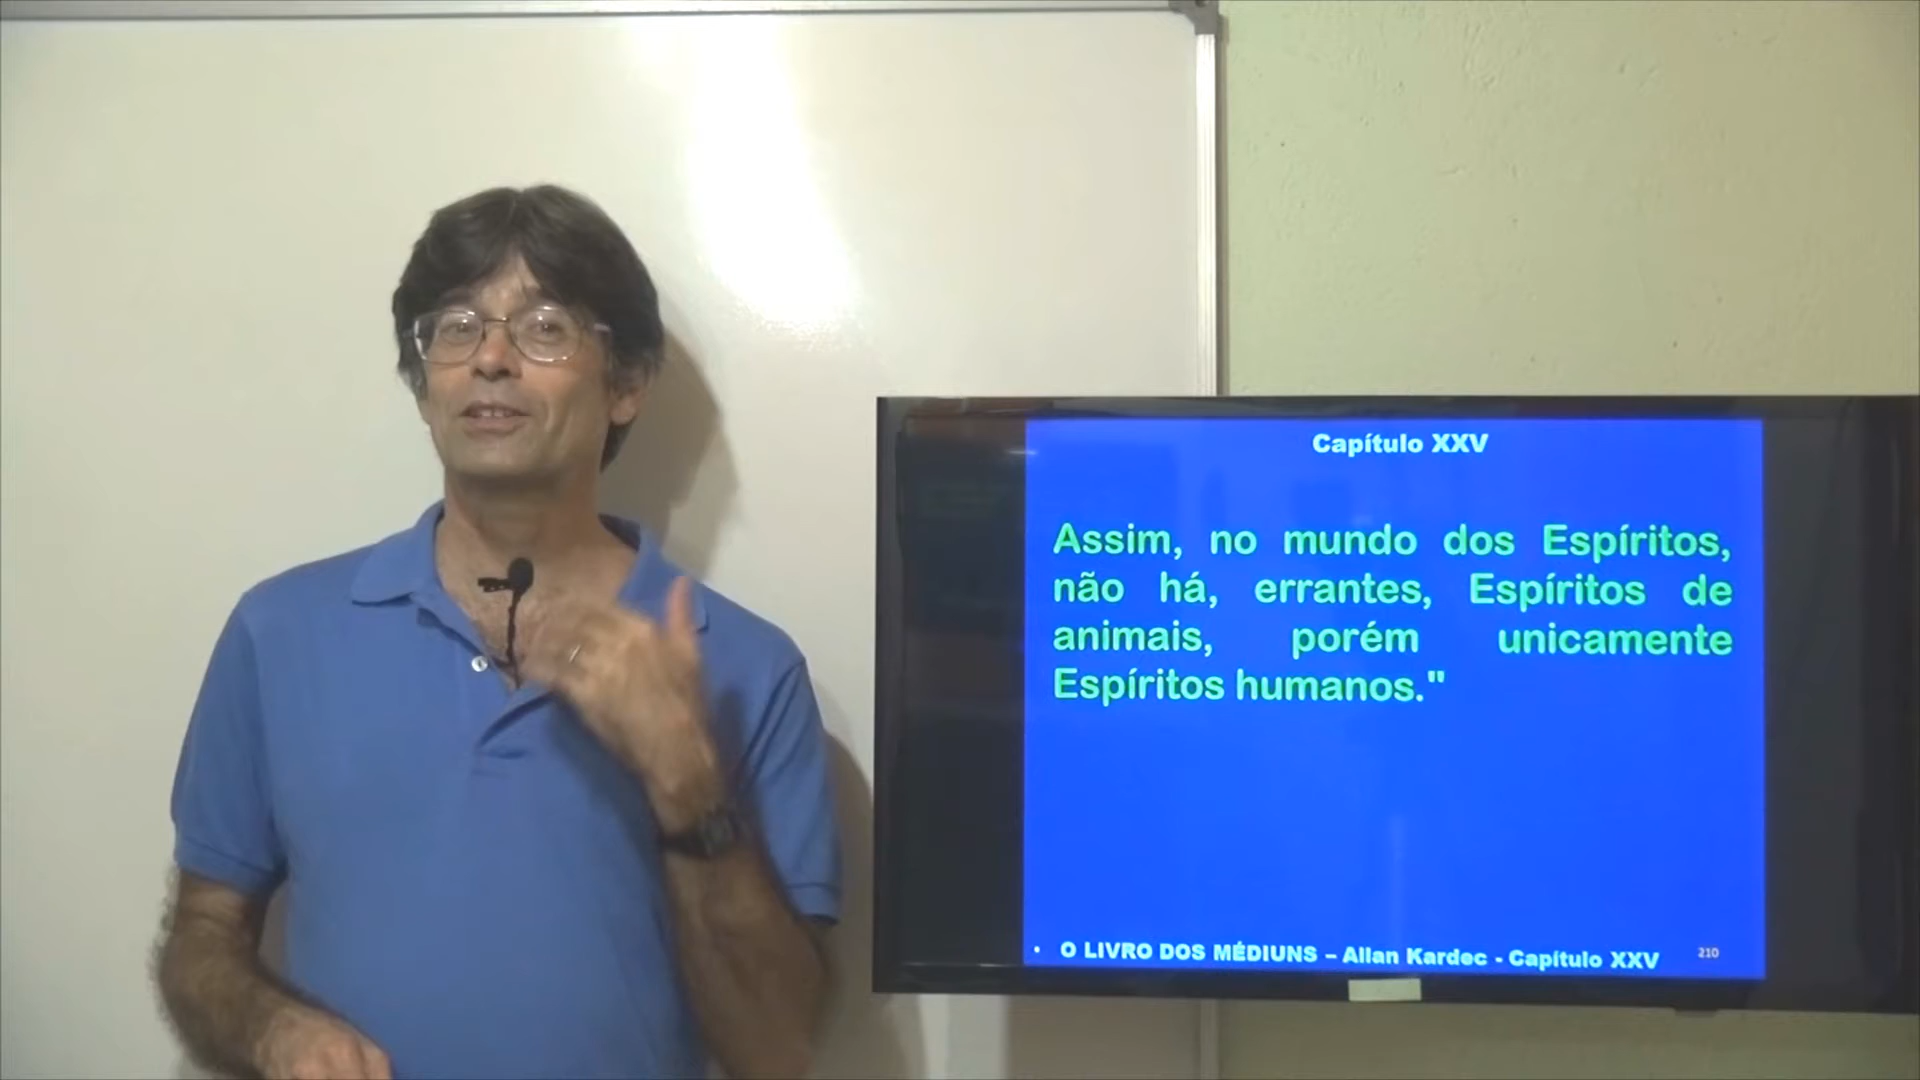 Capítulo XXV
Assim, no mundo dos Espíritos,
não há, errantes, Espíritos de
animais, porém unicamente
Espíritos humanos."
• O LIVRO DOS MÉDIUNS – Allan Kardec - Capítulo XXV
210